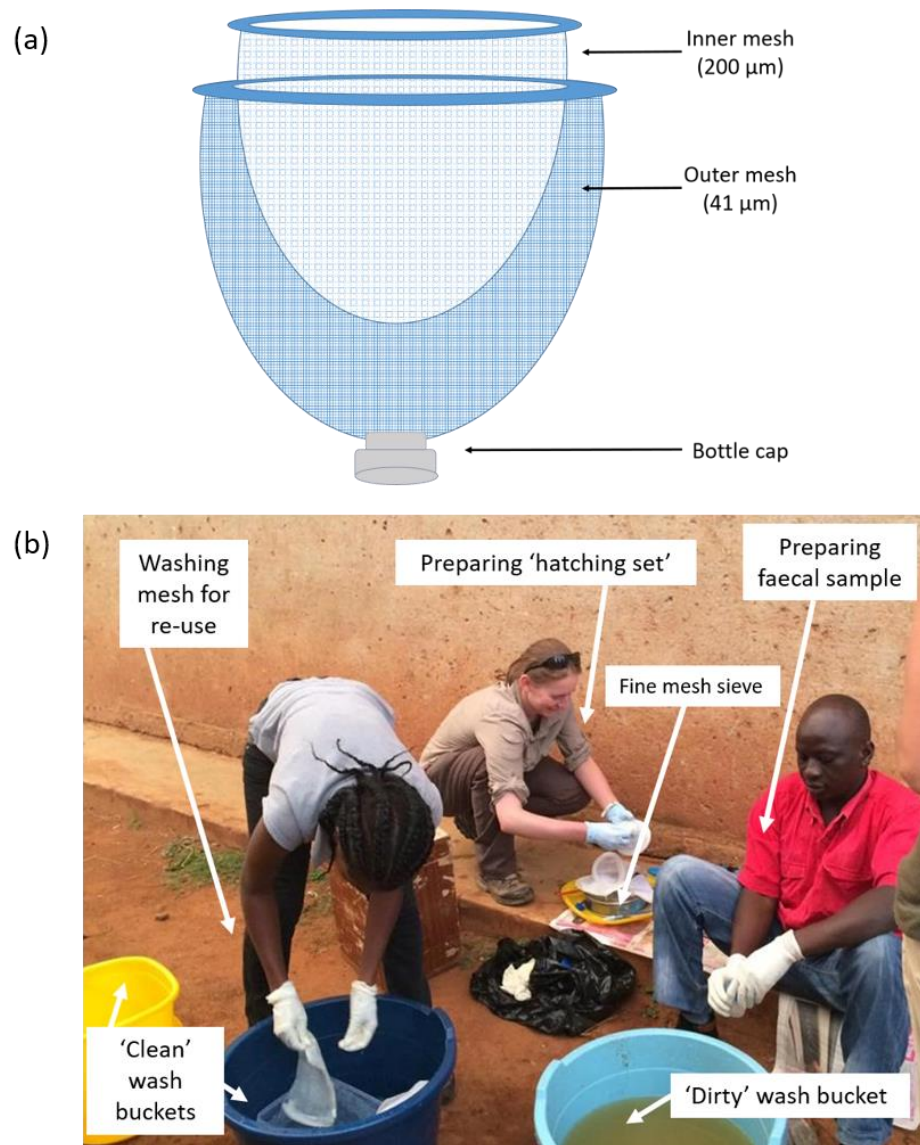 (a)
Inner mesh
(200 µm)
Outer mesh
(41 µm)
Bottle cap
(b)
Washing
mesh for
re-use
Preparing ‘hatching set’
Preparing
faecal sample
Fine mesh sieve
‘Clean’
wash
buckets
‘Dirty’ wash bucket